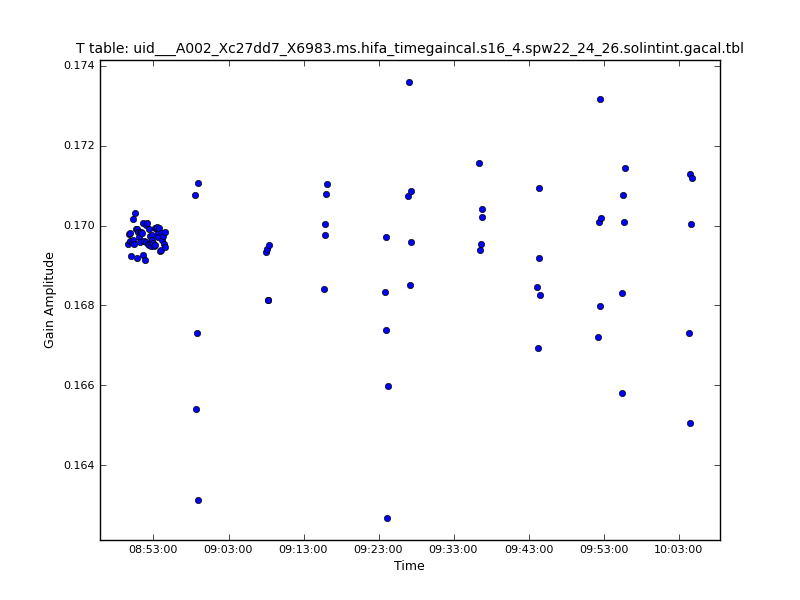 T table: uid___A002_Xc27dd7_X6983.ms.hifa_timegaincal.s16_4.spw22_24_26.solintint.gacal.tbl
0.174
0.172
0.170
0.168
0.166
0.164
Gain Amplitude
08:53:00 09:03:00 09:13:00 09:23:00 09:33:00 09:43:00 09:53:00 10:03:00
Time